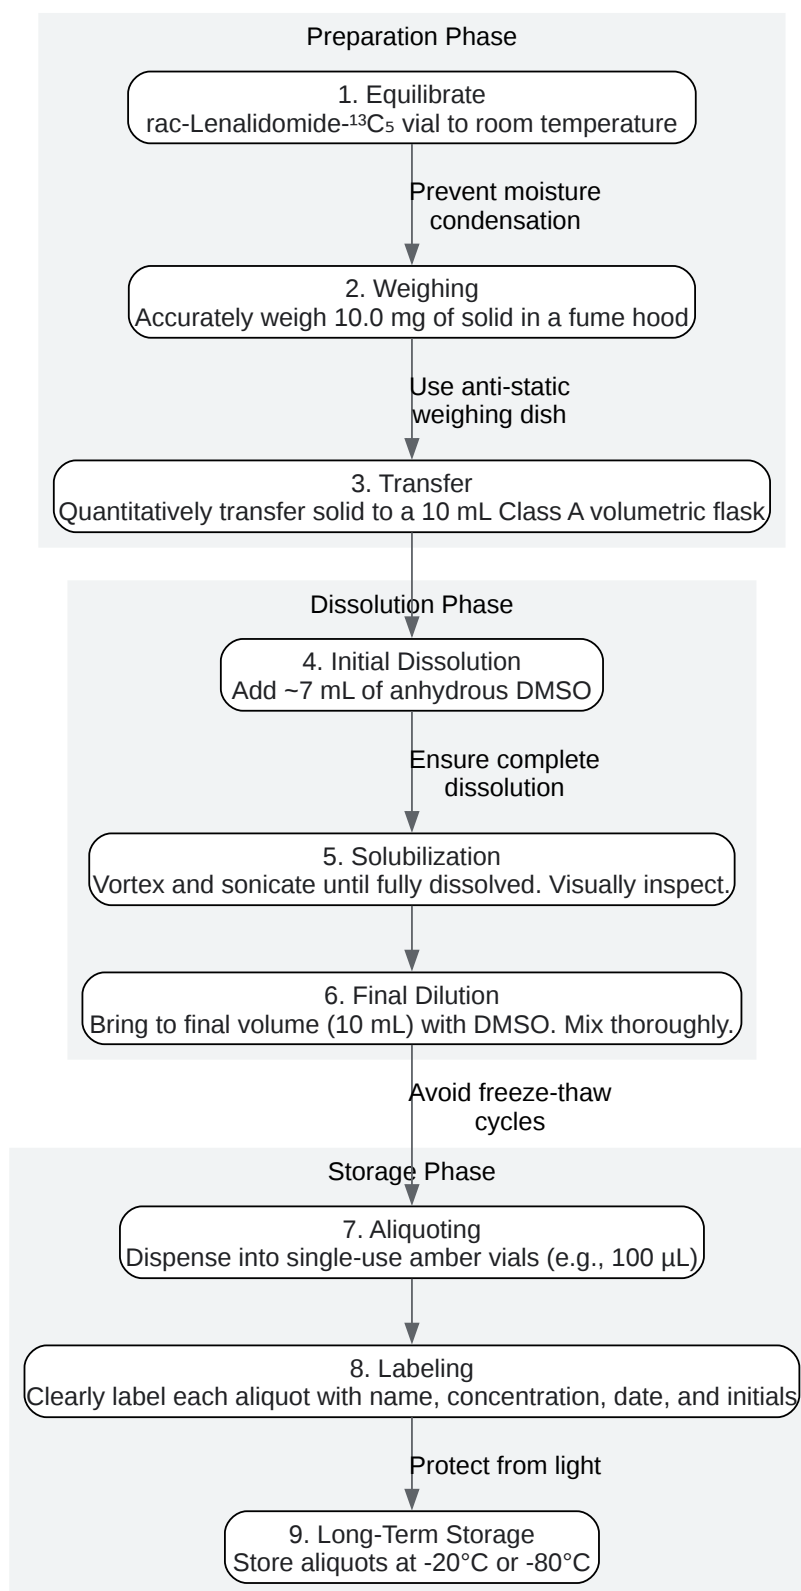 Preparation Phase
1. Equilibrate
rac-Lenalidomide-¹³C₅ vial to room temperature
Prevent moisture
condensation
2. Weighing
Accurately weigh 10.0 mg of solid in a fume hood
Use anti-static
weighing dish
3. Transfer
Quantitatively transfer solid to a 10 mL Class A volumetric flask
Dissolution Phase
4. Initial Dissolution
Add ~7 mL of anhydrous DMSO
Ensure complete
dissolution
5. Solubilization
Vortex and sonicate until fully dissolved. Visually inspect.
6. Final Dilution
Bring to final volume (10 mL) with DMSO. Mix thoroughly.
Avoid freeze-thaw
cycles
Storage Phase
7. Aliquoting
Dispense into single-use amber vials (e.g., 100 µL)
8. Labeling
Clearly label each aliquot with name, concentration, date, and initials
Protect from light
9. Long-Term Storage
Store aliquots at -20°C or -80°C